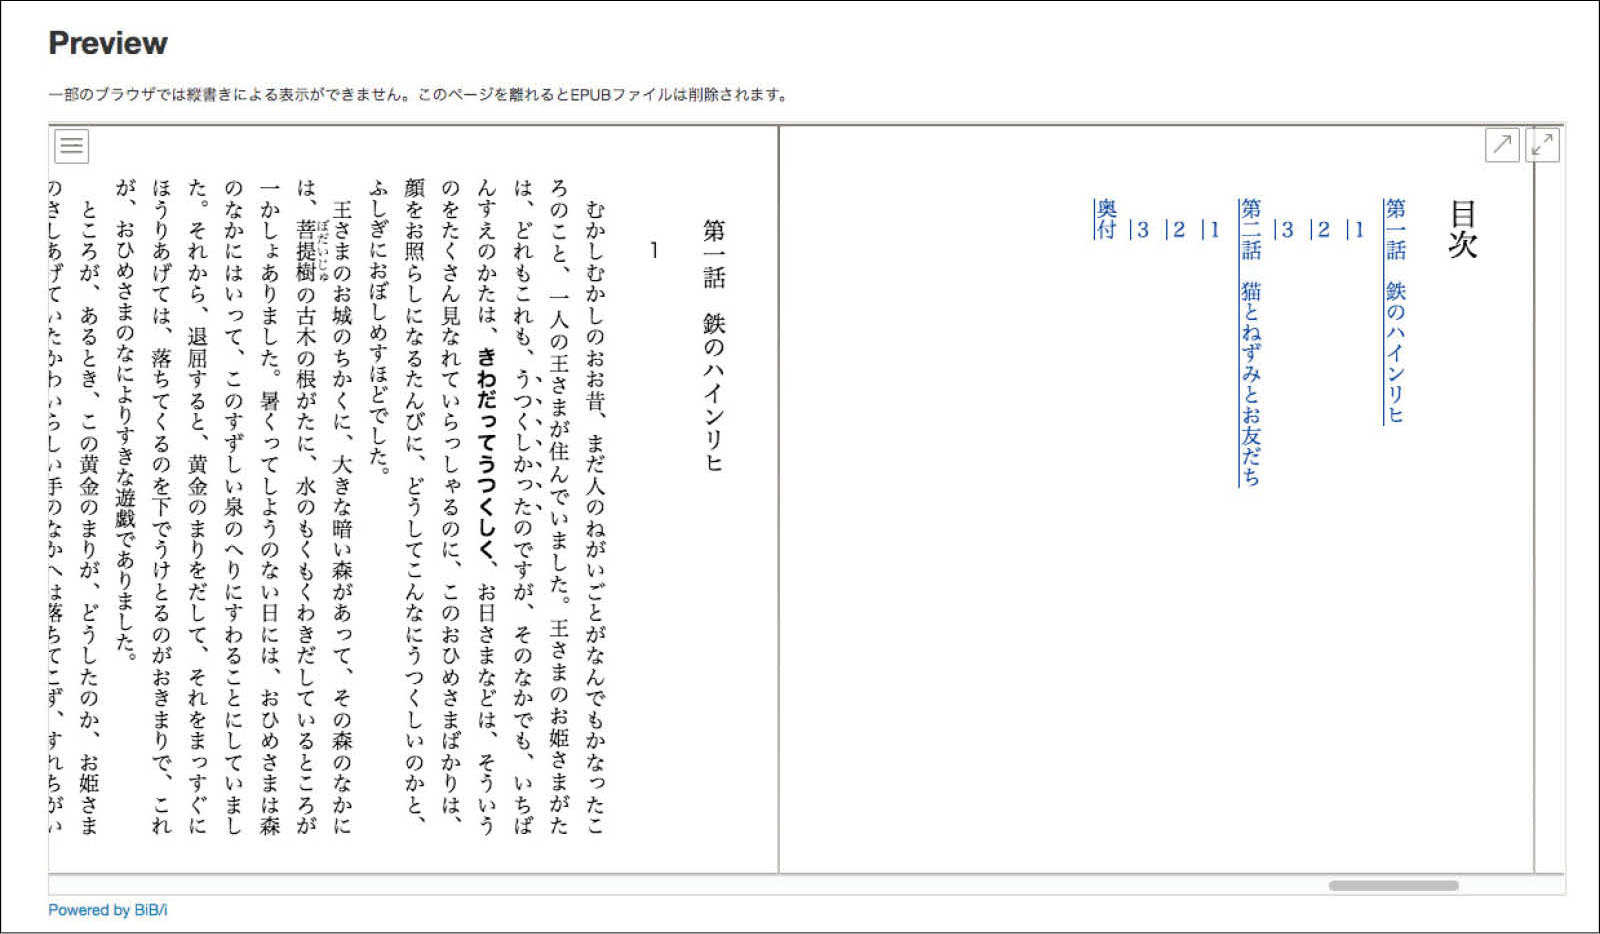 Preview
一部のブラウザでは縦書きによる表示ができません。このページを離れるとEPUBファイルは削除されます。
目次
第一話　鉄のハインリヒ
1
2
3
第二話　猫とねずみとお友だち
1
2
3
奥付
第一話　鉄のハインリヒ
1
むかしむかしのおお昔、まだ人のねがいごとがなんでもかなったこ
ろのこと、一人の王さまが住んでいました。王さまのお姫さまがた
は、どれもこれも、うつくしかったのですが、そのなかでも、いちば
んすえのかたは、きわだってうつくしく、お日さまなどは、そういう
のをたくさん見なれていらっしゃるのに、このおひめさまばかりは、
顔をお照らしになるたんびに、どうしてこんなにうつくしいのかと、
ふしぎにおぼしめすほどでした。
王さまのお城のちかくに、大きな暗い森があって、その森のなかに
は、菩提樹の古木の根がたに、水のもくもくわきだしているところが
ぼだいじゅ
一かしょありました。暑くってしようのない日には、おひめさまは森
のなかにはいって、このすずしい泉のへりにすわることにしていまし
た。それから、退屈すると、黄金のまりをだして、それをまっすぐに
ほうりあげては、落ちてくるのを下でうけとるのがおきまりで、これ
が、おひめさまのなによりすきな遊戯でありました。
ところが、あるとき、この黄金のまりが、どうしたのか、お姫さま
のさしあげていたかわいらしい手のなかへは落ちてこず、すれちがい
Powered by BiB/i